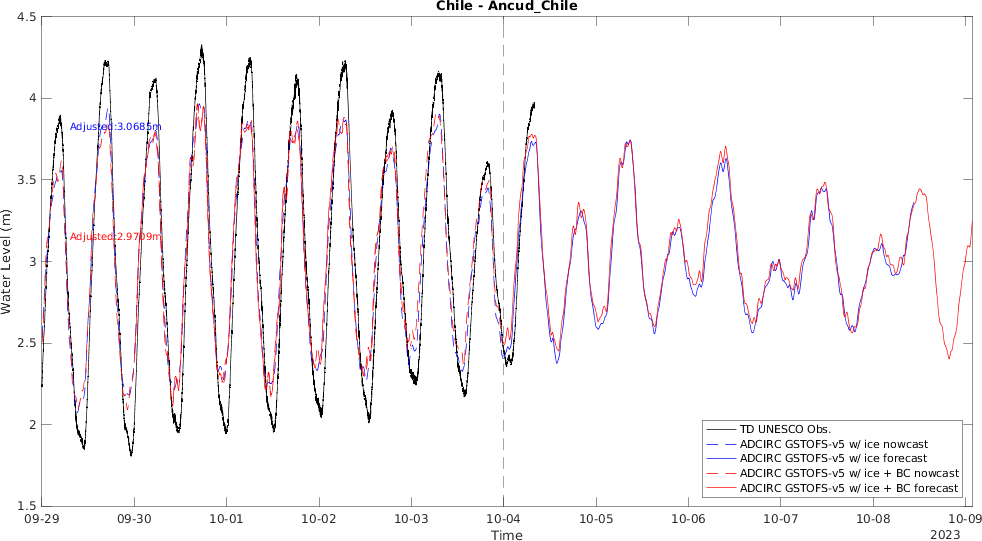 Chile - Ancud_Chile
4.5
4
3.5
3
2.5
2
1.5
Water Level (m)
Adjusted:3.0685m
Adjusted:2.9709m
TD UNESCO Obs.
ADCIRC GSTOFS-v5 w/ ice nowcast
ADCIRC GSTOFS-v5 w/ ice forecast
ADCIRC GSTOFS-v5 w/ ice + BC nowcast
ADCIRC GSTOFS-v5 w/ ice + BC forecast
09-29 09-30 10-01 10-02 10-03 10-04 10-05 10-06 10-07 10-08 10-09
Time
2023